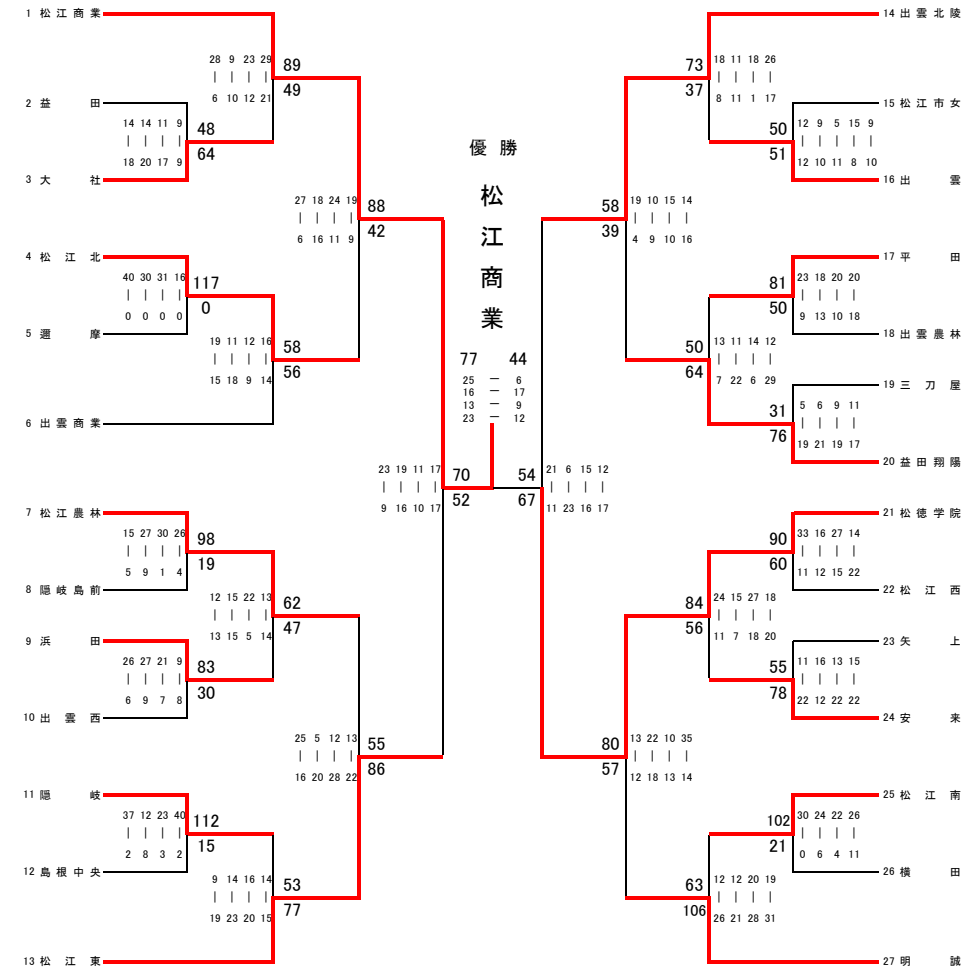 優勝
松江商業
77 44
25 － 6
16 － 17
13 － 9
23 － 12
1 松江商業
28 9 23 29
| | | |
6 10 12 21
89
49
2 益田
14 14 11 9
| | | |
18 20 17 9
48
64
3 大社
27 18 24 19
| | | |
6 16 11 9
88
42
4 松江北
40 30 31 16
| | | |
0 0 0 0
117
0
5 邇摩
19 11 12 16
| | | |
15 18 9 14
58
56
6 出雲商業
23 19 11 17
| | | |
9 16 10 17
70
52
7 松江農林
15 27 30 26
| | | |
5 9 1 4
98
19
8 隠岐島前
12 15 22 13
| | | |
13 15 5 14
62
47
9 浜田
26 27 21 9
| | | |
6 9 7 8
83
30
10 出雲西
25 5 12 13
| | | |
16 20 28 22
55
86
11 隠岐
37 12 23 40
| | | |
2 8 3 2
112
15
12 島根中央
9 14 16 14
| | | |
19 23 20 15
53
77
13 松江東
14 出雲北陵
73
37
18 11 18 26
| | | |
8 11 1 17
15 松江市女
50
51
12 9 5 15 9
| | | | |
12 10 11 8 10
16 出雲
58
39
19 10 15 14
| | | |
4 9 10 16
17 平田
81
50
23 18 20 20
| | | |
9 13 10 18
18 出雲農林
50
64
13 11 14 12
| | | |
7 22 6 29
19 三刀屋
31
76
5 6 9 11
| | | |
19 21 19 17
20 益田翔陽
54
67
21 6 15 12
| | | |
11 23 16 17
21 松徳学院
90
60
33 16 27 14
| | | |
11 12 15 22
22 松江西
84
56
24 15 27 18
| | | |
11 7 18 20
23 矢上
55
78
11 16 13 15
| | | |
22 12 22 22
24 安来
80
57
13 22 10 35
| | | |
12 18 13 14
25 松江南
102
21
30 24 22 26
| | | |
0 6 4 11
26 横田
63
106
12 12 20 19
| | | |
26 21 28 31
27 明誠